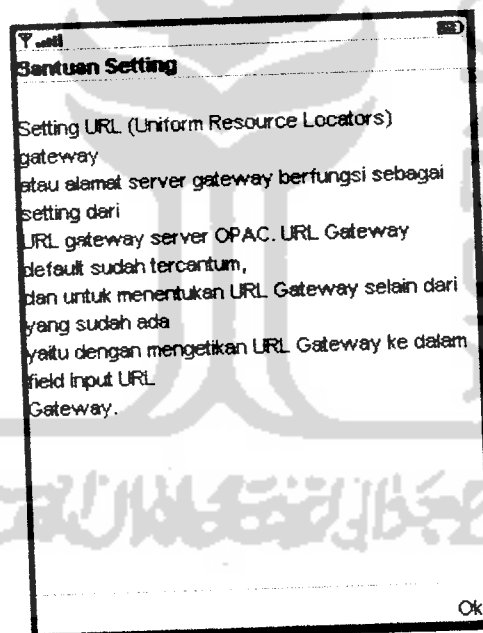 Bantuan Setting
Setting URL (Uniform Resource Locators)
gateway
atau alamat server gateway berfungsi sebagai
setting dari
URL gateway server OPAC. URL Gateway
default sudah tercantum,
dan untuk menentukan URL Gateway selain dari
yang sudah ada
yaitu dengan mengetikan URL Gateway ke dalam
field input URL
Gateway.
Ok